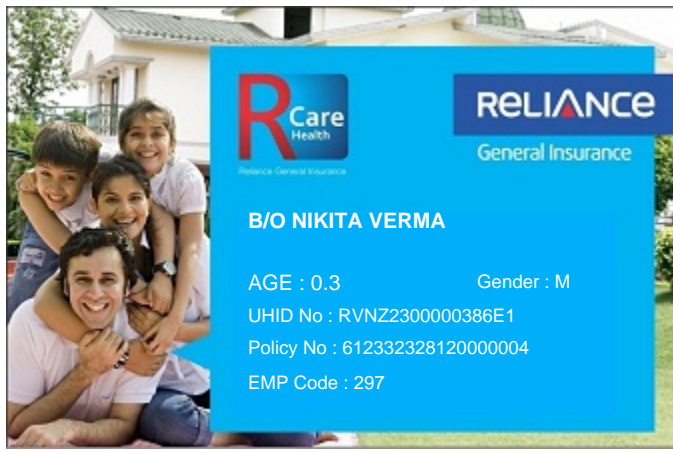 R Care
Health
Reliance General Insurance
RELIANCE
General Insurance
B/O NIKITA VERMA
AGE : 0.3 Gender : M
UHID No : RVNZ2300000386E1
Policy No : 612332328120000004
EMP Code : 297